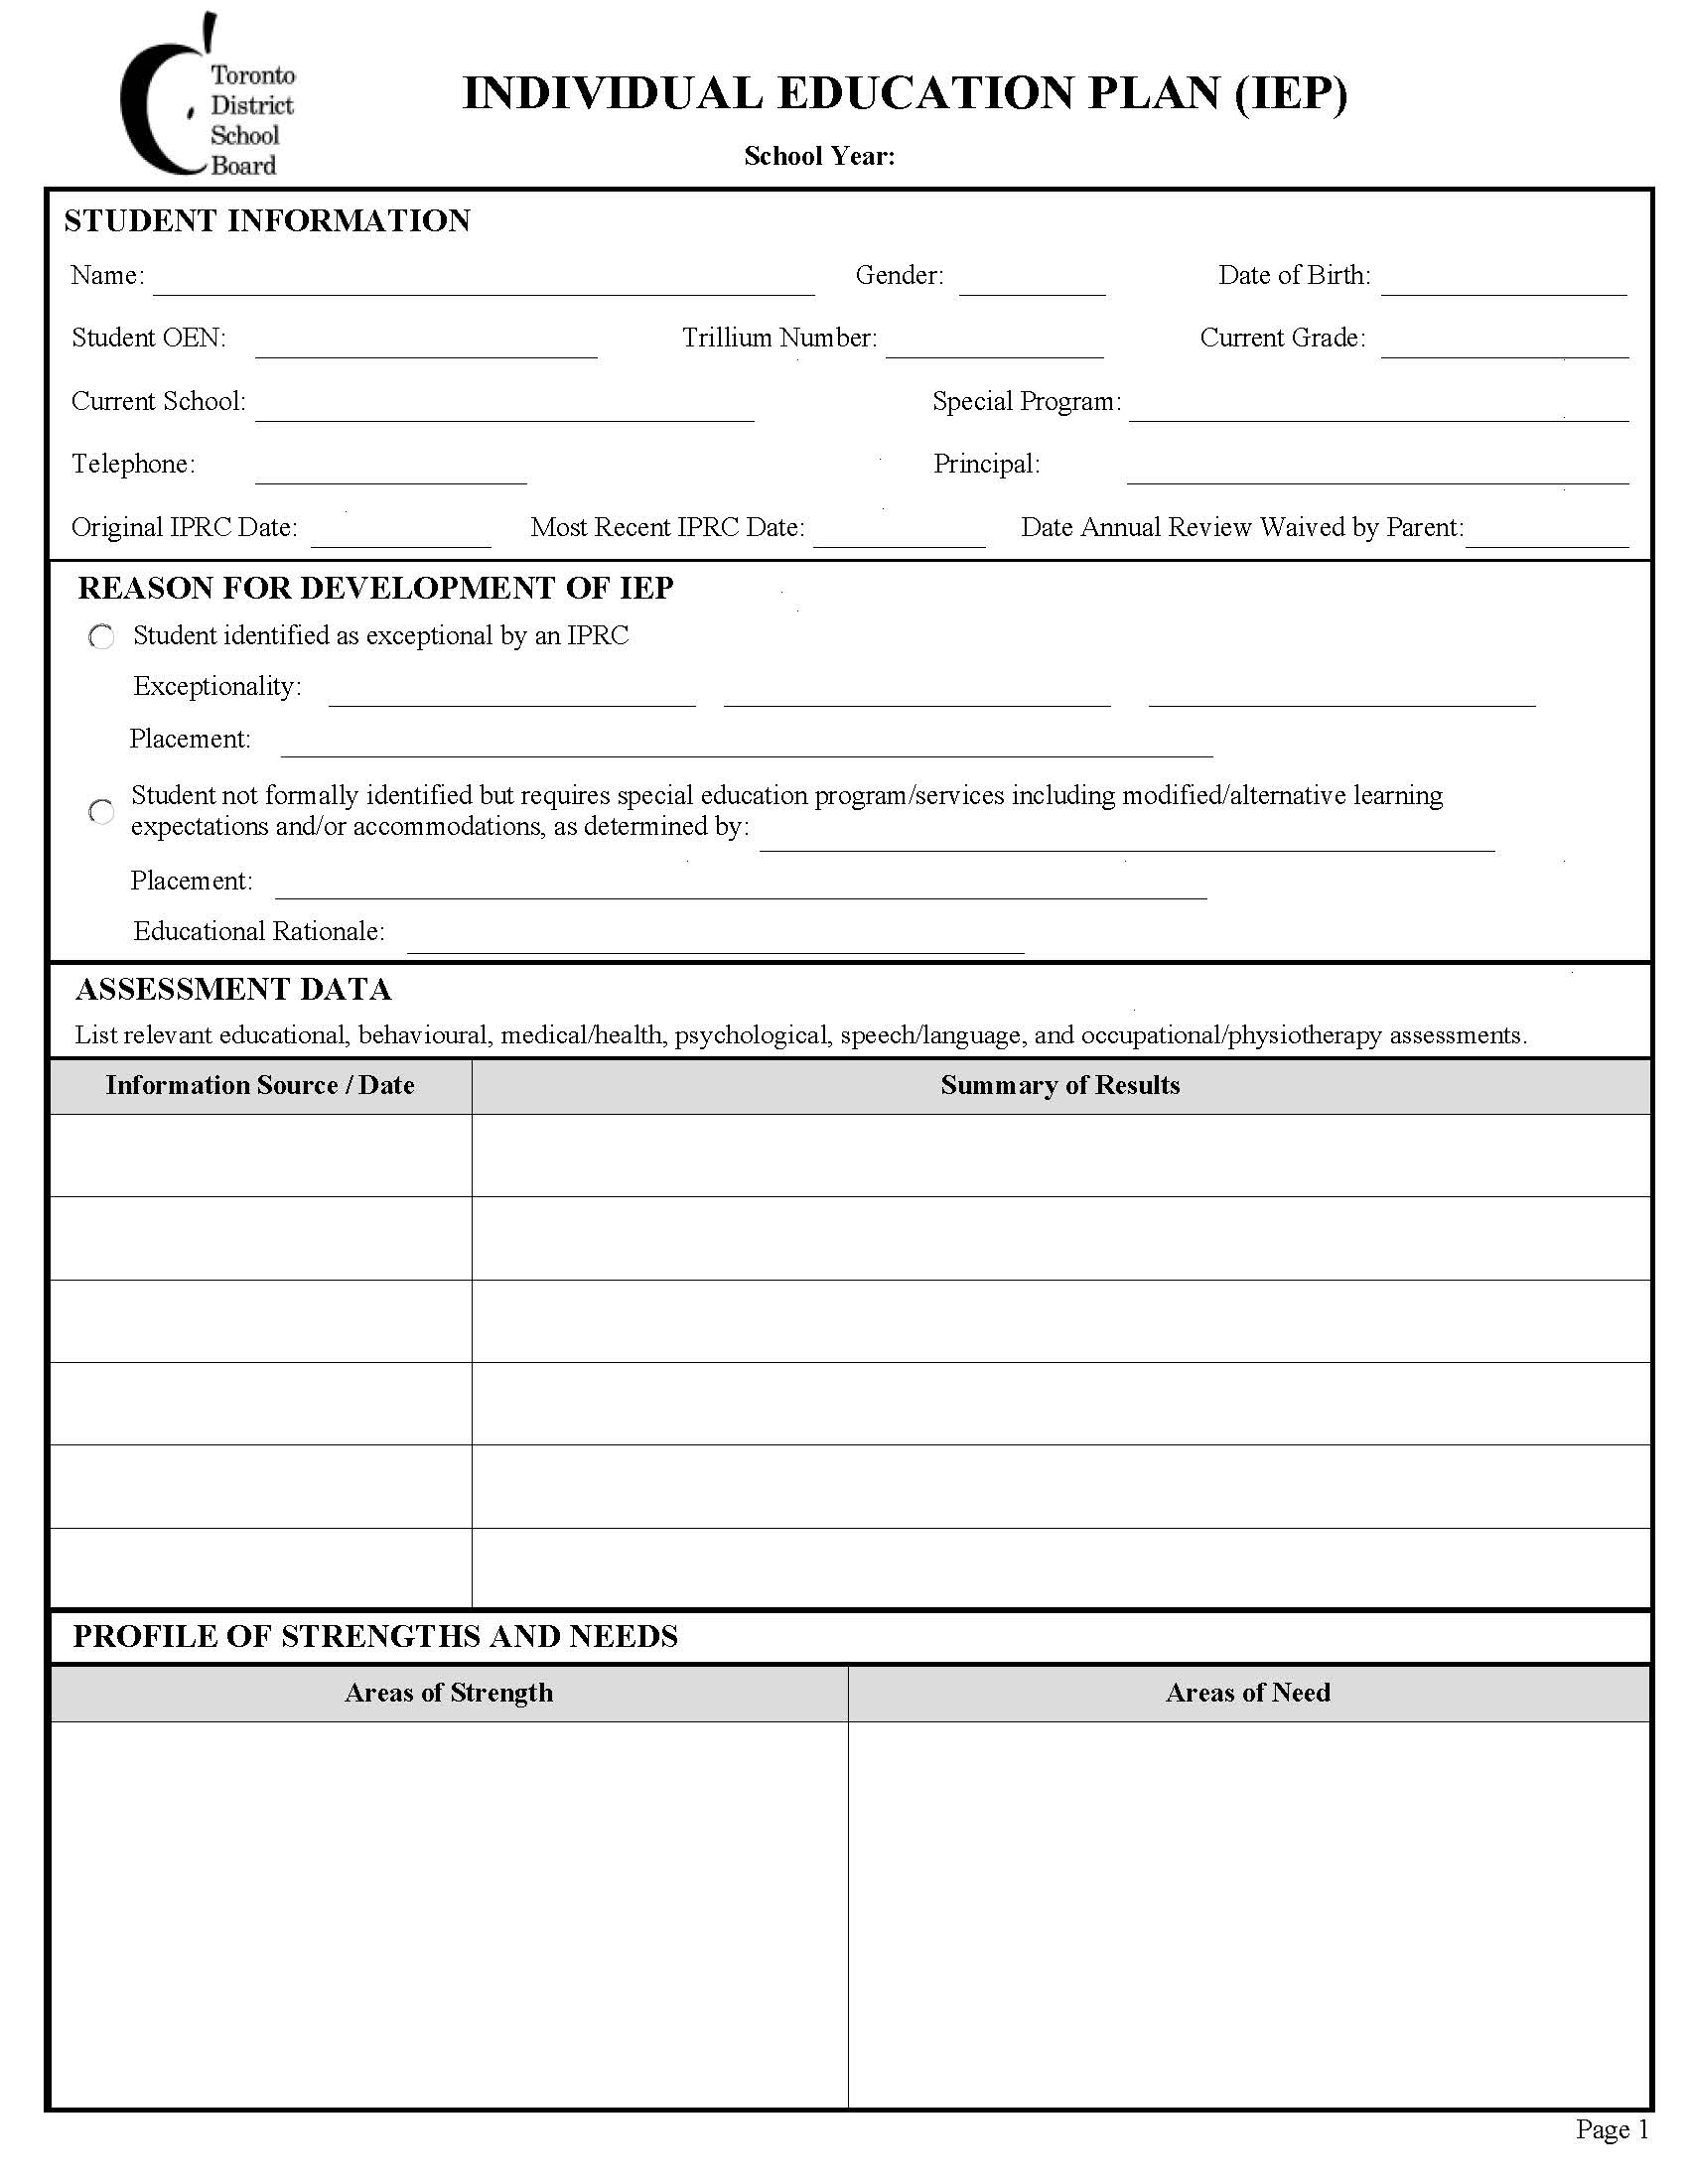 Toronto
District
School
Board
INDIVIDUAL EDUCATION PLAN (IEP)
School Year:
STUDENT INFORMATION
Name: Gender: Date of Birth:
Student OEN: Trillium Number: Current Grade:
Current School: Special Program:
Telephone: Principal:
Original IPRC Date: Most Recent IPRC Date: Date Annual Review Waived by Parent:
REASON FOR DEVELOPMENT OF IEP
Student identified as exceptional by an IPRC
Exceptionality:
Placement:
Student not formally identified but requires special education program/services including modified/alternative learning
expectations and/or accommodations, as determined by:
Placement:
Educational Rationale:
ASSESSMENT DATA
List relevant educational, behavioural, medical/health, psychological, speech/language, and occupational/physiotherapy assessments.
Information Source / Date Summary of Results
PROFILE OF STRENGTHS AND NEEDS
Areas of Strength Areas of Need
Page 1